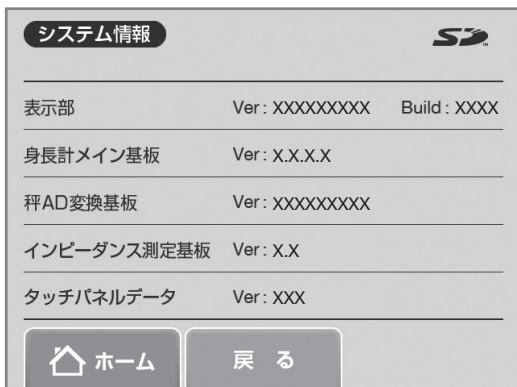 システム情報
SD
表示部 Ver : XXXXXXXXX Build : XXXX
身長計メイン基板 Ver : X.X.X.X
秤AD変換基板 Ver : XXXXXXXXX
インピーダンス測定基板 Ver : X.X
タッチパネルデータ Ver : XXX
ホーム 戻 る